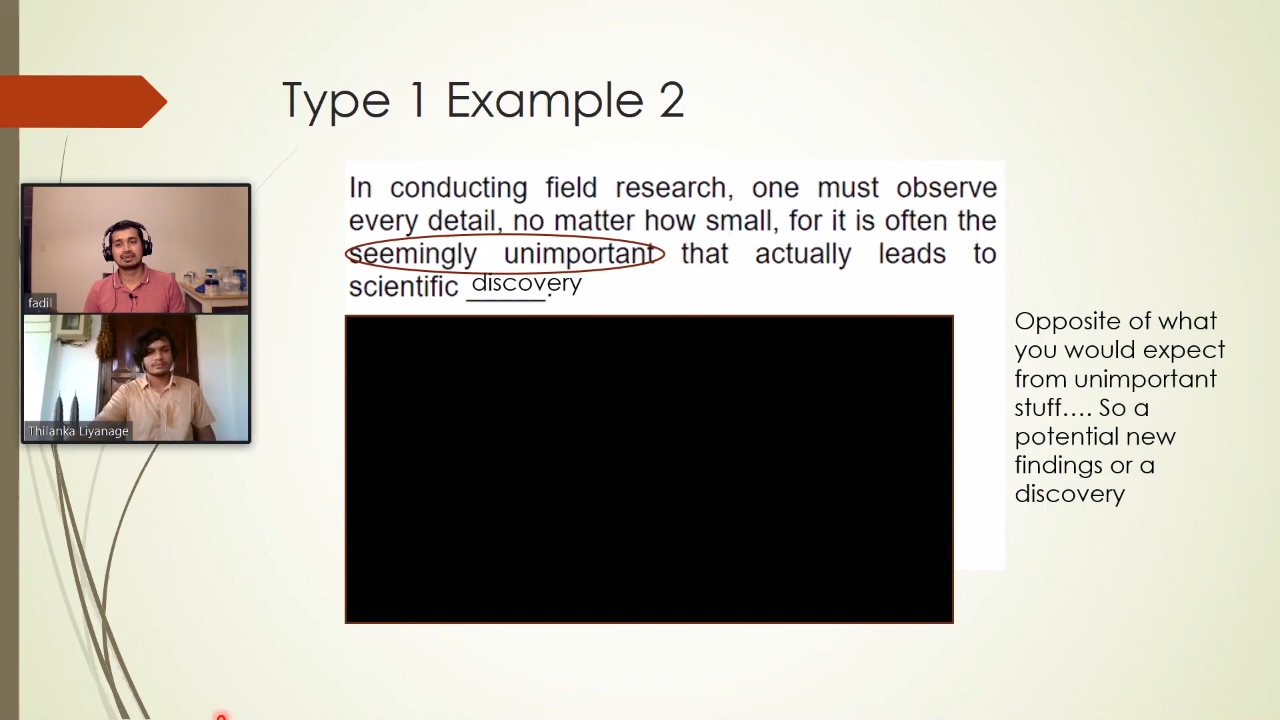 Type 1 Example 2
In conducting field research, one must observe
every detail, no matter how small, for it is often the
seemingly unimportant that actually leads to
scientific discovery.
fadil
Thilanka Liyanage
Opposite of what
you would expect
from unimportant
stuff…. So a
potential new
findings or a
discovery